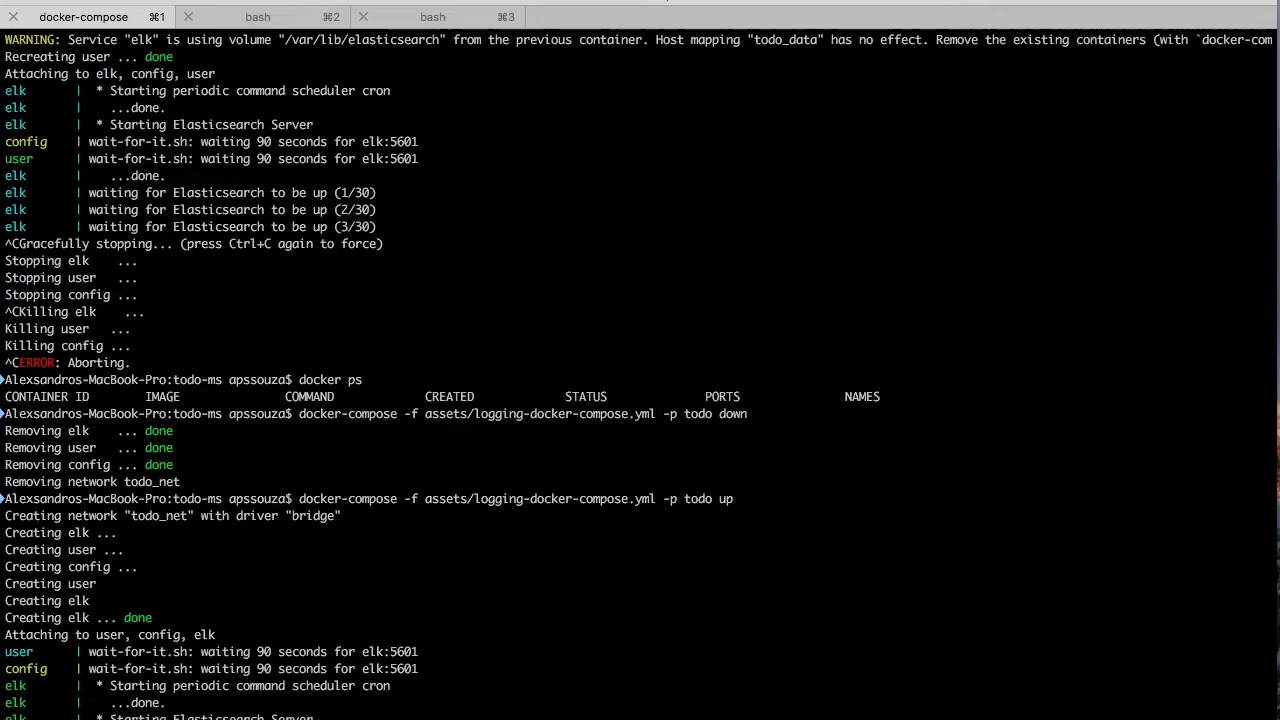 docker-compose ⌘1 bash ⌘2 bash ⌘3
WARNING: Service "elk" is using volume "/var/lib/elasticsearch" from the previous container. Host mapping "todo_data" has no effect. Remove the existing containers (with `docker-com
Recreating user ... done
Attaching to elk, config, user
elk | * Starting periodic command scheduler cron
elk | ...done.
elk | * Starting Elasticsearch Server
config | wait-for-it.sh: waiting 90 seconds for elk:5601
user | wait-for-it.sh: waiting 90 seconds for elk:5601
elk | ...done.
elk | waiting for Elasticsearch to be up (1/30)
elk | waiting for Elasticsearch to be up (2/30)
elk | waiting for Elasticsearch to be up (3/30)
^CGracefully stopping... (press Ctrl+C again to force)
Stopping elk ...
Stopping user ...
Stopping config ...
^CKilling elk ...
Killing user ...
Killing config ...
^CERROR: Aborting.
Alexsandros-MacBook-Pro:todo-ms apssouza$ docker ps
CONTAINER ID IMAGE COMMAND CREATED STATUS PORTS NAMES
Alexsandros-MacBook-Pro:todo-ms apssouza$ docker-compose -f assets/logging-docker-compose.yml -p todo down
Removing elk ... done
Removing user ... done
Removing config ... done
Removing network todo_net
Alexsandros-MacBook-Pro:todo-ms apssouza$ docker-compose -f assets/logging-docker-compose.yml -p todo up
Creating network "todo_net" with driver "bridge"
Creating elk ...
Creating user ...
Creating config ...
Creating user
Creating elk
Creating elk ... done
Attaching to user, config, elk
user | wait-for-it.sh: waiting 90 seconds for elk:5601
config | wait-for-it.sh: waiting 90 seconds for elk:5601
elk | * Starting periodic command scheduler cron
elk | ...done.
elk | * Starting Elasticsearch Server